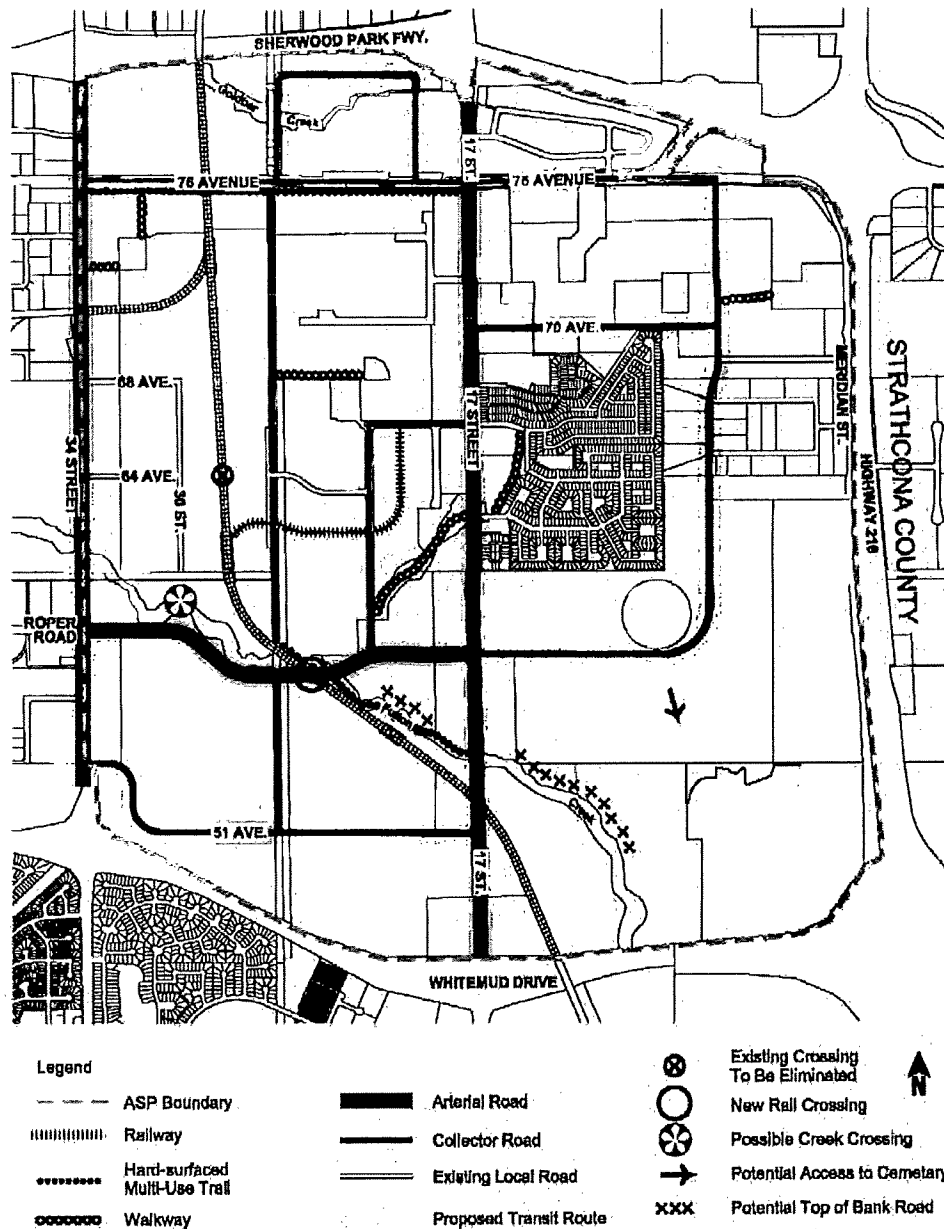 SHERWOOD PARK FWY.
Goldbar
Creek
17 ST.
76 AVENUE
76 AVENUE
70 AVE.
68 AVE.
34 STREET
17 STREET
MERIDIAN ST.
STRATHCONA COUNTY
HIGHWAY 216
64 AVE.
36 ST.
ROPER
ROAD
Fulton
Creek
51 AVE.
17 ST.
WHITEMUD DRIVE
Legend
ASP Boundary
Railway
Hard-surfaced
Multi-Use Trail
Walkway
Arterial Road
Collector Road
Existing Local Road
Proposed Transit Route
Existing Crossing
To Be Eliminated
New Rail Crossing
Possible Creek Crossing
Potential Access to Cemetary
Potential Top of Bank Road
N